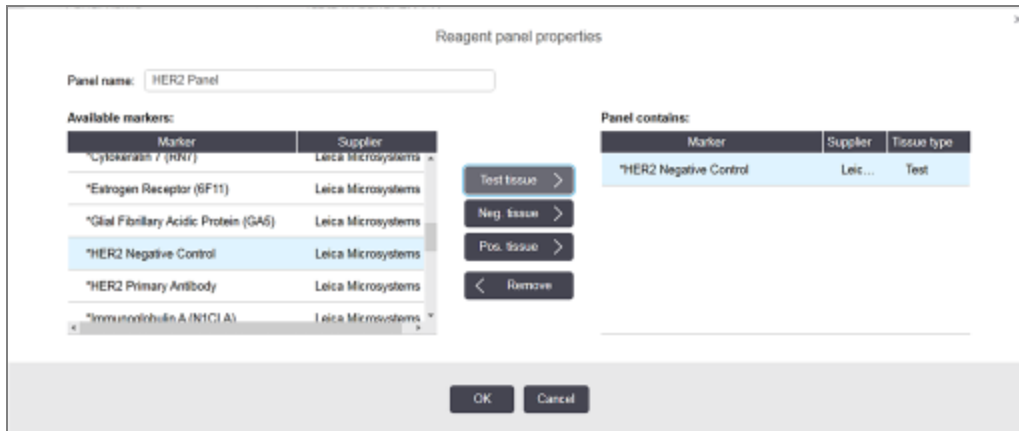 Reagent panel properties
Panel name: HER2 Panel
Available markers:
Panel contains:
Marker Supplier
Marker Supplier Tissue type
*Cytokeratin 7 (RN7) Leica Microsystems
*HER2 Negative Control Leic... Test
Test tissue
*Estrogen Receptor (6F11) Leica Microsystems
Neg. tissue
*Glial Fibrillary Acidic Protein (GA5) Leica Microsystems
Pos. tissue
*HER2 Negative Control Leica Microsystems
*HER2 Primary Antibody Leica Microsystems
Remove
*Immunoglobulin A (N1CLA) Leica Microsystems
OK Cancel